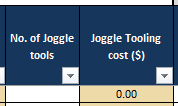 No. of Joggle
tools
Joggle Tooling
cost ($)
0.00